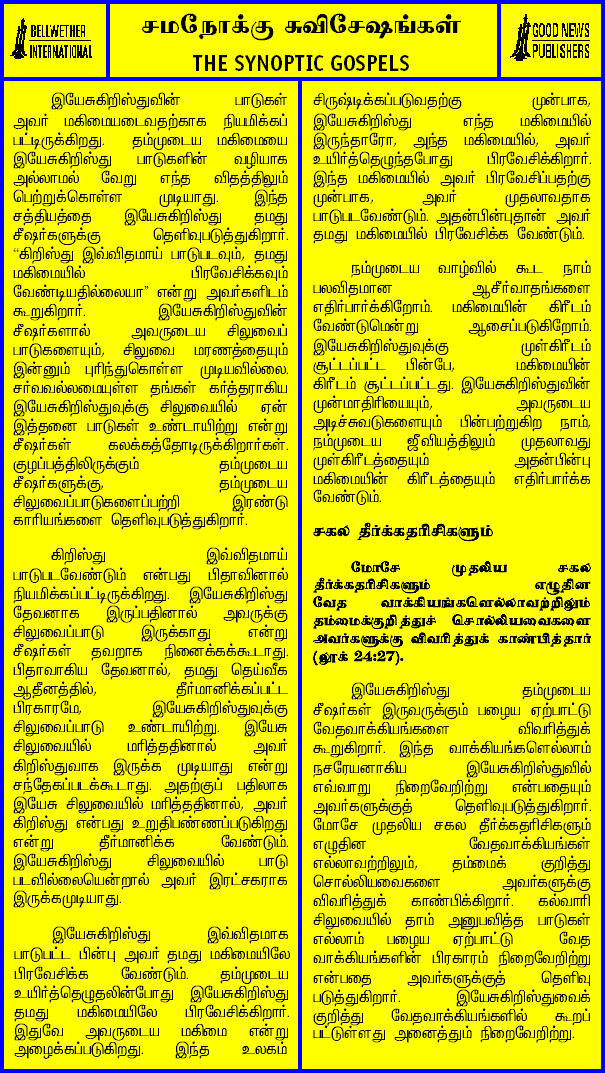 BELLWETHER
INTERNATIONAL
சமநோக்கு சுவிசேஷங்கள்
THE SYNOPTIC GOSPELS
GOOD NEWS
PUBLISHERS
இயேசுகிறிஸ்துவின் பாடுகள்
அவர் மகிமையடைவதற்காக நியமிக்கப்
பட்டிருக்கிறது. தம்முடைய மகிமையை
இயேசுகிறிஸ்து பாடுகளின் வழியாக
அல்லாமல் வேறு எந்த விதத்திலும்
பெற்றுக்கொள்ள முடியாது. இந்த
சத்தியத்தை இயேசுகிறிஸ்து தமது
சீஷர்களுக்கு தெளிவுபடுத்துகிறார்.
“கிறிஸ்து இவ்விதமாய் பாடுபடவும், தமது
மகிமையில் பிரவேசிக்கவும்
வேண்டியதில்லையா” என்று அவர்களிடம்
கூறுகிறார். இயேசுகிறிஸ்துவின்
சீஷர்களால் அவருடைய சிலுவைப்
பாடுகளையும், சிலுவை மரணத்தையும்
இன்னும் புரிந்துகொள்ள முடியவில்லை.
சர்வவல்லமையுள்ள தங்கள் கர்த்தராகிய
இயேசுகிறிஸ்துவுக்கு சிலுவையில் ஏன்
இத்தனை பாடுகள் உண்டாயிற்று என்று
சீஷர்கள் கலக்கத்தோடிருக்கிறார்கள்.
குழப்பத்திலிருக்கும் தம்முடைய
சீஷர்களுக்கு, தம்முடைய
சிலுவைப்பாடுகளைப்பற்றி இரண்டு
காரியங்களை தெளிவுபடுத்துகிறார்.
கிறிஸ்து இவ்விதமாய்
பாடுபடவேண்டும் என்பது பிதாவினால்
நியமிக்கப்பட்டிருக்கிறது. இயேசுகிறிஸ்து
தேவனாக இருப்பதினால் அவருக்கு
சிலுவைப்பாடு இருக்காது என்று
சீஷர்கள் தவறாக நினைக்கக்கூடாது.
பிதாவாகிய தேவனால், தமது தெய்வீக
ஆதீனத்தில், தீர்மானிக்கப்பட்ட
பிரகாரமே, இயேசுகிறிஸ்துவுக்கு
சிலுவைப்பாடு உண்டாயிற்று. இயேசு
சிலுவையில் மரித்ததினால் அவர்
கிறிஸ்துவாக இருக்க முடியாது என்று
சந்தேகப்படக்கூடாது. அதற்குப் பதிலாக
இயேசு சிலுவையில் மரித்ததினால், அவர்
கிறிஸ்து என்பது உறுதிபண்ணப்படுகிறது
என்று தீர்மானிக்க வேண்டும்.
இயேசுகிறிஸ்து சிலுவையில் பாடு
படவில்லையென்றால் அவர் இரட்சகராக
இருக்கமுடியாது.
இயேசுகிறிஸ்து இவ்விதமாக
பாடுபட்ட பின்பு அவர் தமது மகிமையிலே
பிரவேசிக்க வேண்டும். தம்முடைய
உயிர்த்தெழுதலின்போது இயேசுகிறிஸ்து
தமது மகிமையிலே பிரவேசிக்கிறார்.
இதுவே அவருடைய மகிமை என்று
அழைக்கப்படுகிறது. இந்த உலகம்
சிருஷ்டிக்கப்படுவதற்கு முன்பாக,
இயேசுகிறிஸ்து எந்த மகிமையில்
இருந்தாரோ, அந்த மகிமையில், அவர்
உயிர்த்தெழுந்தபோது பிரவேசிக்கிறார்.
இந்த மகிமையில் அவர் பிரவேசிப்பதற்கு
முன்பாக, அவர் முதலாவதாக
பாடுபடவேண்டும். அதன்பின்புதான் அவர்
தமது மகிமையில் பிரவேசிக்க வேண்டும்.
நம்முடைய வாழ்வில் கூட நாம்
பலவிதமான ஆசீர்வாதங்களை
எதிர்பார்க்கிறோம். மகிமையின் கிரீடம்
வேண்டுமென்று ஆசைப்படுகிறோம்.
இயேசுகிறிஸ்துவுக்கு முள்கிரீடம்
சூட்டப்பட்ட பின்பே, மகிமையின்
கிரீடம் சூட்டப்பட்டது. இயேசுகிறிஸ்துவின்
முன்மாதிரியையும், அவருடைய
அடிச்சுவடுகளையும் பின்பற்றுகிற நாம்,
நம்முடைய ஜீவியத்திலும் முதலாவது
முள்கிரீடத்தையும் அதன்பின்பு
மகிமையின் கிரீடத்தையும் எதிர்பார்க்க
வேண்டும்.
சகல தீர்க்கதரிசிகளும்
மோசே முதலிய சகல
தீர்க்கதரிசிகளும் எழுதின
வேத வாக்கியங்களெல்லாவற்றிலும்
தம்மைக்குறித்துச் சொல்லியவைகளை
அவர்களுக்கு விவரித்துக் காண்பித்தார்
(லூக் 24:27).
இயேசுகிறிஸ்து தம்முடைய
சீஷர்கள் இருவருக்கும் பழைய ஏற்பாட்டு
வேதவாக்கியங்களை விவரித்துக்
கூறுகிறார். இந்த வாக்கியங்களெல்லாம்
நசரேயனாகிய இயேசுகிறிஸ்துவில்
எவ்வாறு நிறைவேறிற்று என்பதையும்
அவர்களுக்குத் தெளிவுபடுத்துகிறார்.
மோசே முதலிய சகல தீர்க்கதரிசிகளும்
எழுதின வேதவாக்கியங்கள்
எல்லாவற்றிலும், தம்மைக் குறித்து
சொல்லியவைகளை அவர்களுக்கு
விவரித்துக் காண்பிக்கிறார். கல்வாரி
சிலுவையில் தாம் அனுபவித்த பாடுகள்
எல்லாம் பழைய ஏற்பாட்டு வேத
வாக்கியங்களின் பிரகாரம் நிறைவேறிற்று
என்பதை அவர்களுக்குத் தெளிவு
படுத்துகிறார். இயேசுகிறிஸ்துவைக்
குறித்து வேதவாக்கியங்களில் கூறப்
பட்டுள்ளது அனைத்தும் நிறைவேறிற்று.